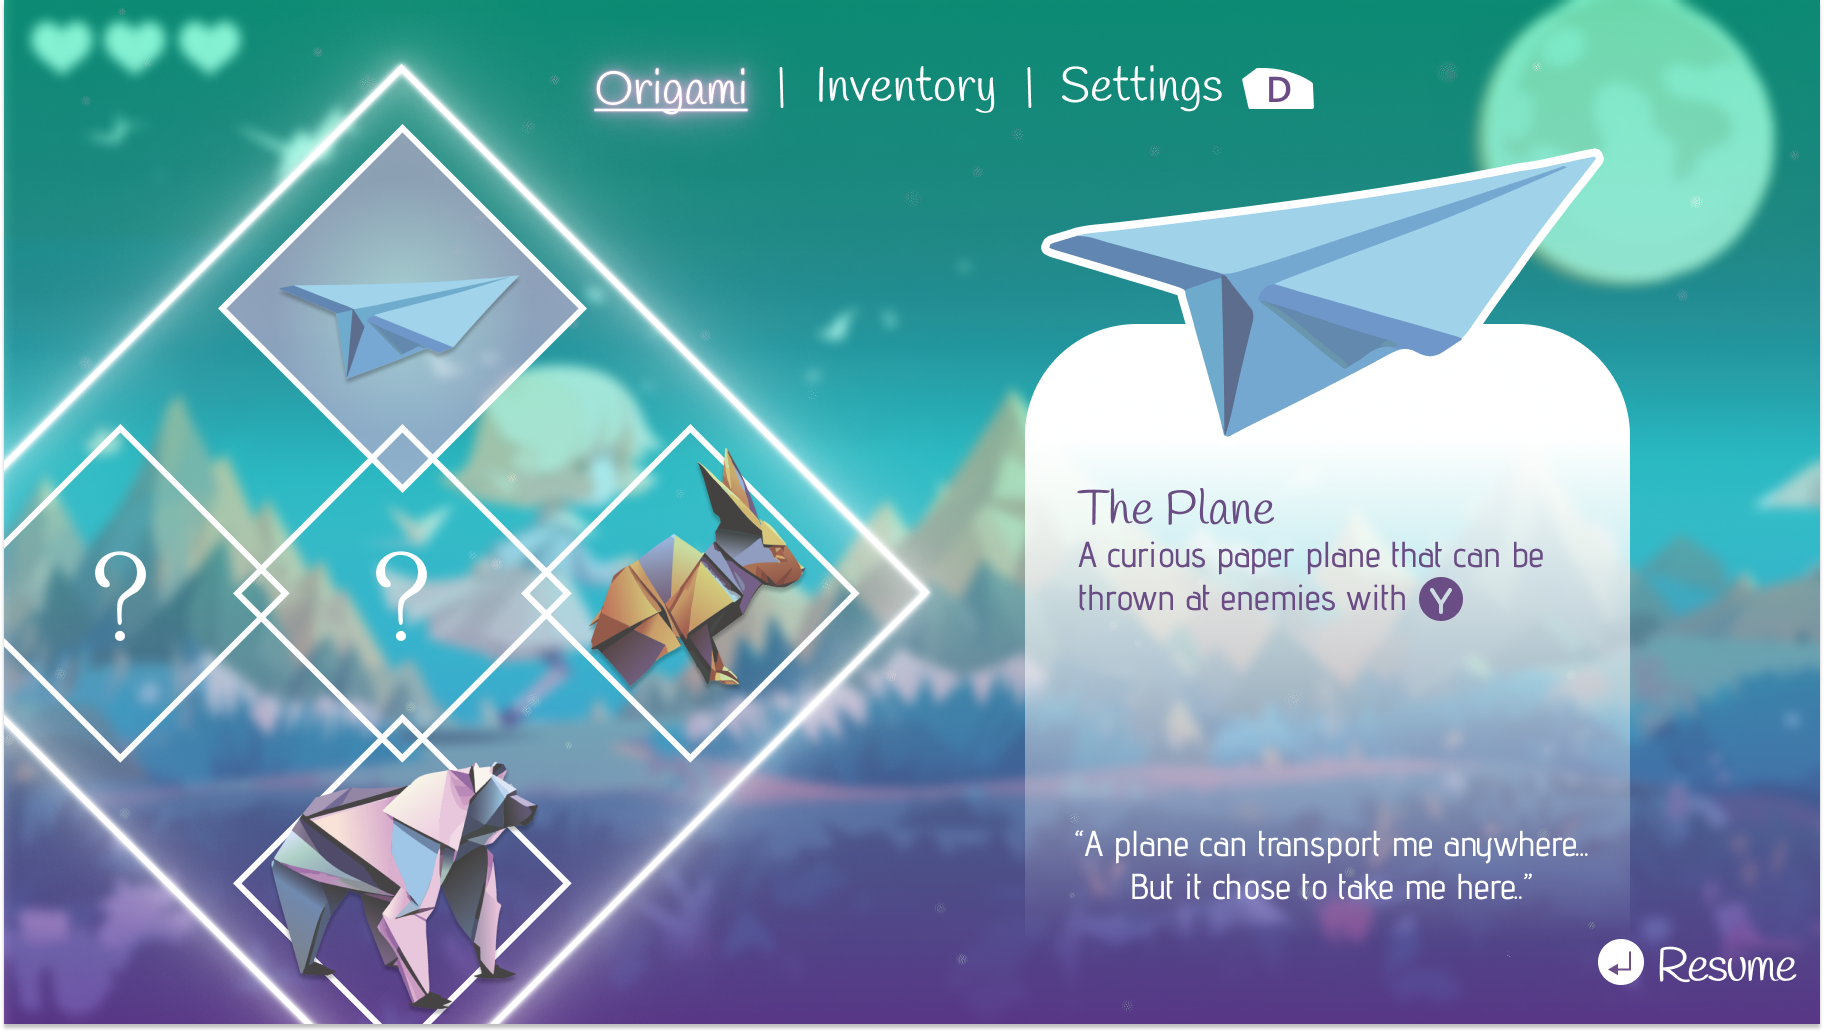 Origami | Inventory | Settings D
?
?
The Plane
A curious paper plane that can be
thrown at enemies with Y
“A plane can transport me anywhere...
But it chose to take me here..”
Resume